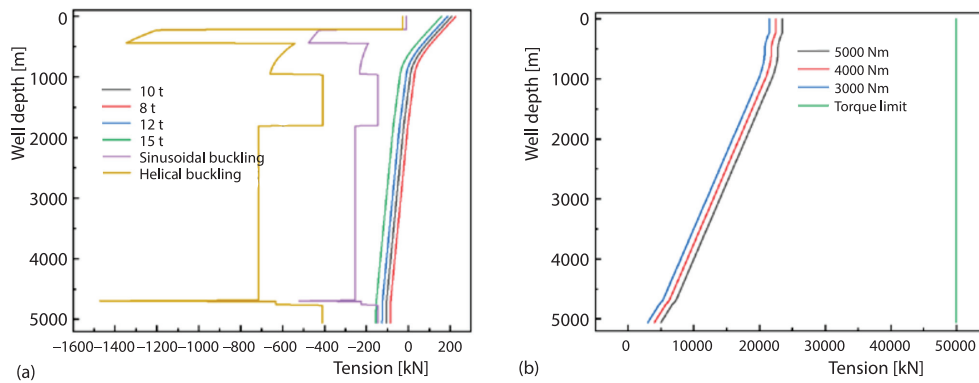 Well depth [m]
0
1000
2000
3000
4000
5000
10 t
8 t
12 t
15 t
Sinusoidal buckling
Helical buckling
−1600
−1400
−1200
−1000
−800
−600
−400
−200
0
200
Tension [kN]
(a)
Well depth [m]
0
1000
2000
3000
4000
5000
5000 Nm
4000 Nm
3000 Nm
Torque limit
0
10000
20000
30000
40000
50000
Tension [kN]
(b)